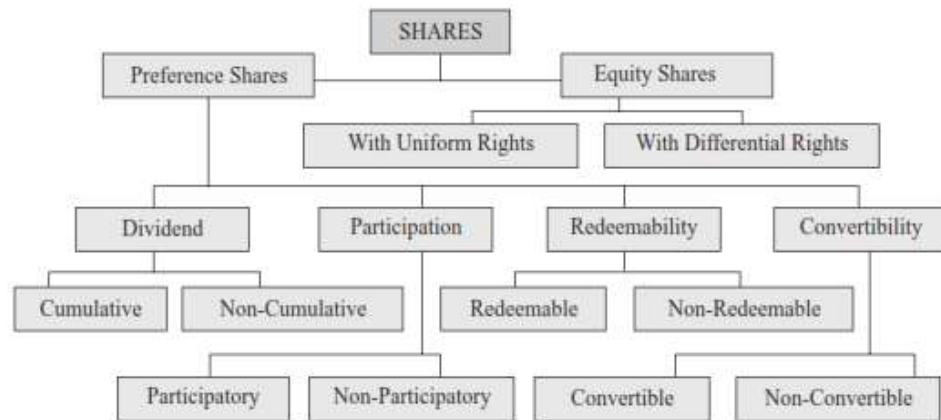 SHARES
Preference Shares
Equity Shares
With Uniform Rights
With Differential Rights
Dividend
Participation
Redeemability
Convertibility
Cumulative
Non-Cumulative
Redeemable
Non-Redeemable
Participatory
Non-Participatory
Convertible
Non-Convertible